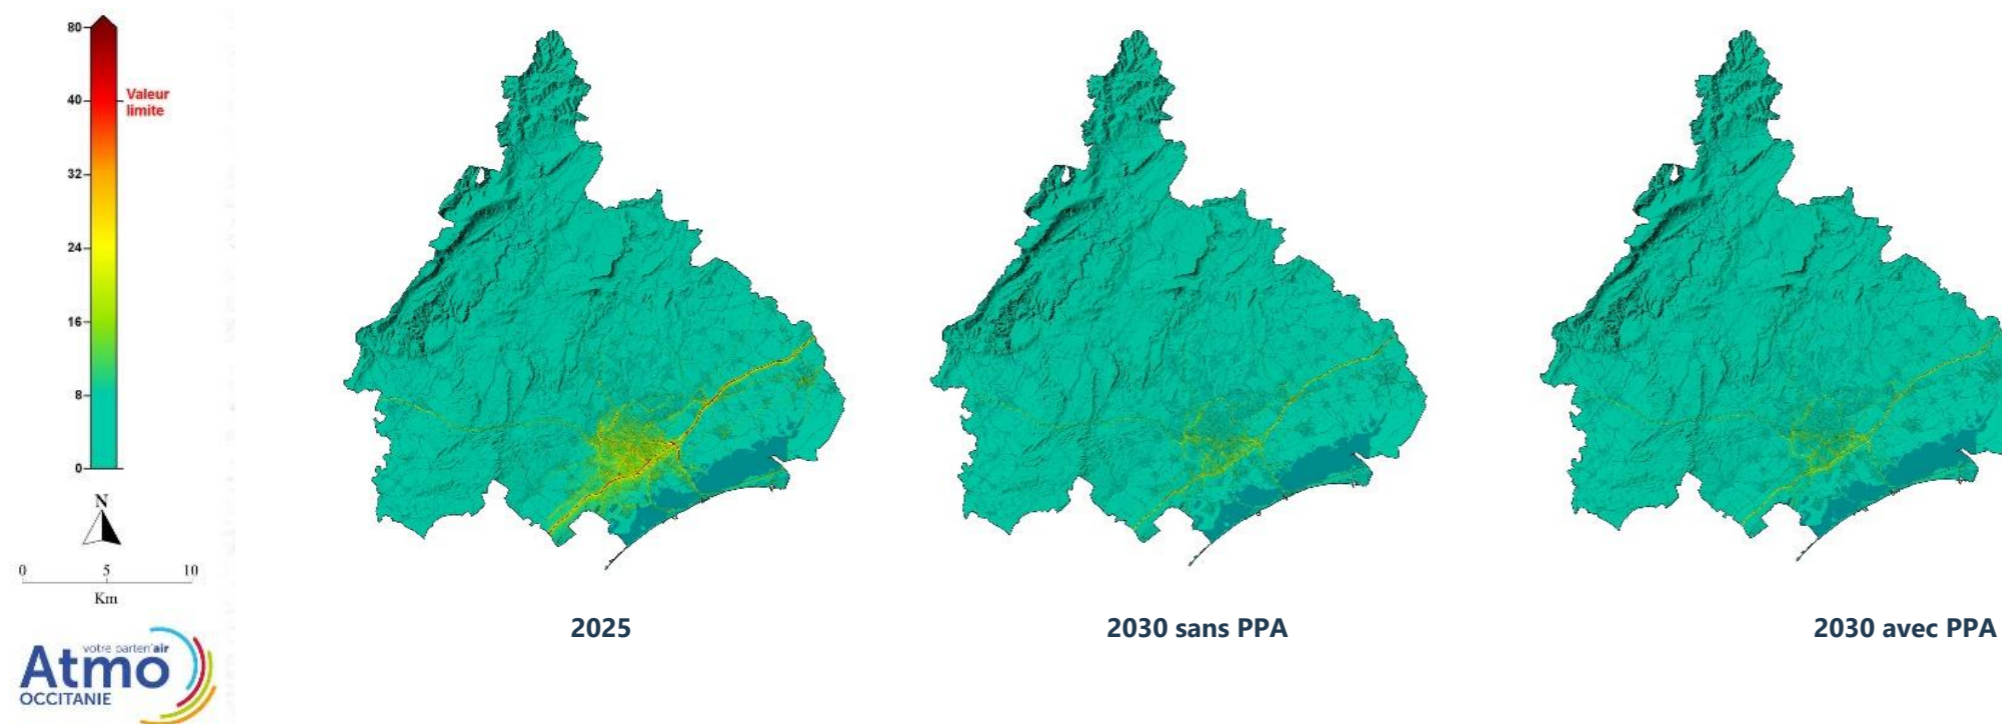 80
40
Valeur
limite
32
24
16
8
0
N
0 5 10
Km
votre parten'air
Atmo
OCCITANIE
2025
2030 sans PPA
2030 avec PPA